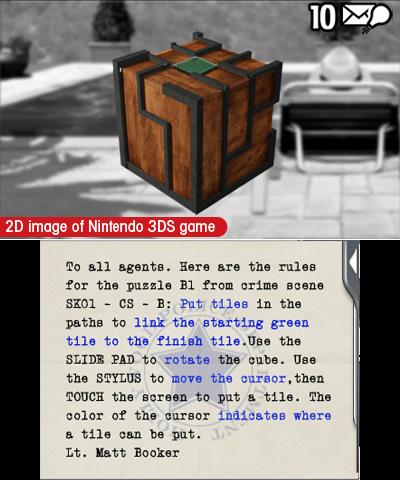 10
2D image of Nintendo 3DS game
To all agents. Here are the rules
for the puzzle B1 from crime scene
SK01 - CS - B: Put tiles in the
paths to link the starting green
tile to the finish tile.Use the
SLIDE PAD to rotate the cube. Use
the STYLUS to move the cursor,then
TOUCH the screen to put a tile. The
color of the cursor indicates where
a tile can be put.
Lt. Matt Booker